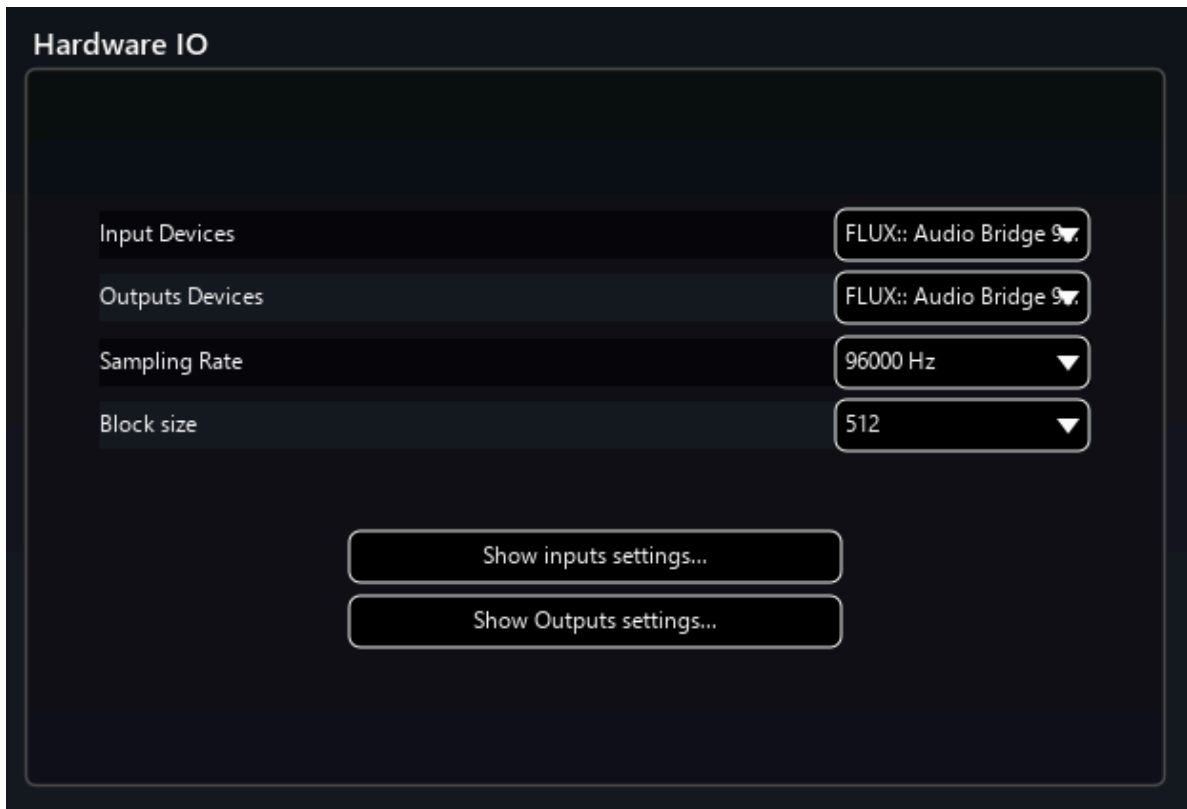 Hardware IO
Input Devices FLUX:: Audio Bridge 9..
Outputs Devices FLUX:: Audio Bridge 9..
Sampling Rate 96000 Hz
Block size 512
Show inputs settings...
Show Outputs settings...